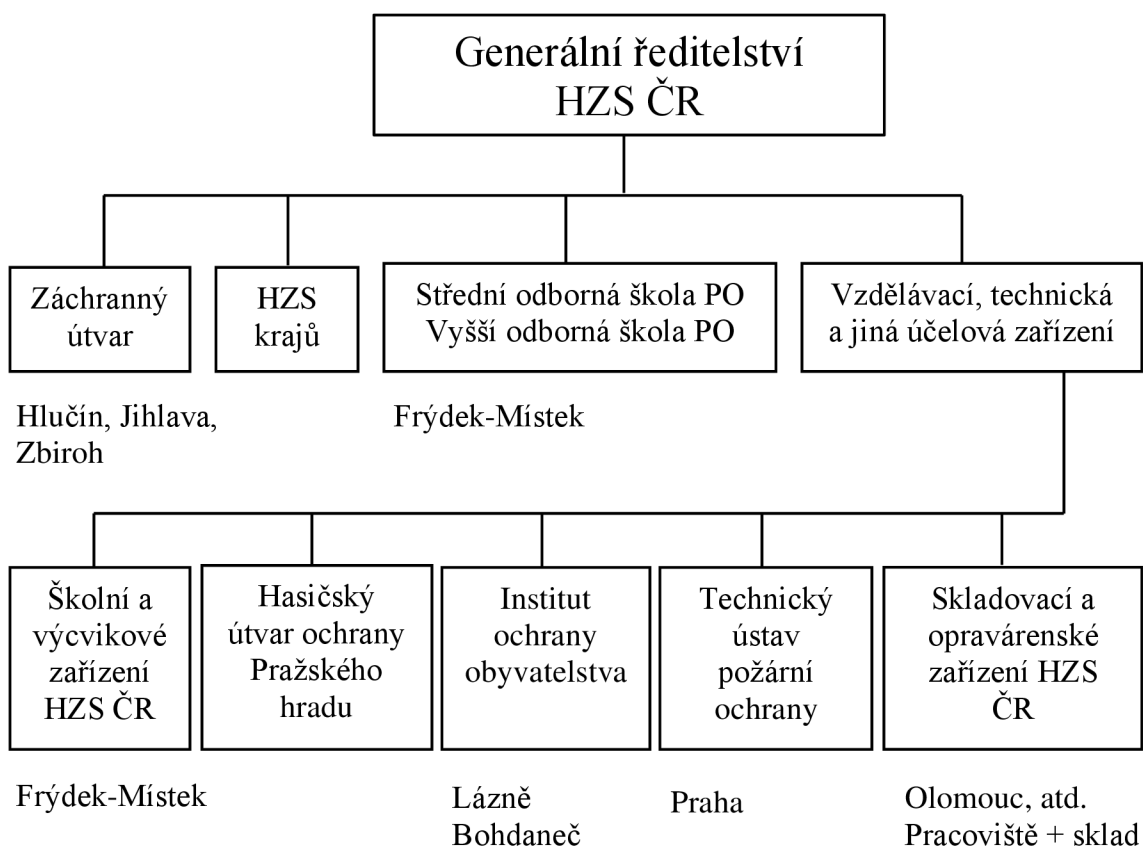 Generální ředitelství
HZS ČR
Záchranný
útvar
HZS
krajů
Střední odborná škola PO
Vyšší odborná škola PO
Vzdělávací, technická
a jiná účelová zařízení
Hlučín, Jihlava,
Zbiroh
Frýdek-Místek
Školní a
výcvikové
zařízení
HZS ČR
Hasičský
útvar ochrany
Pražského
hradu
Institut
ochrany
obyvatelstva
Technický
ústav
požární
ochrany
Skladovací a
opravárenské
zařízení HZS
ČR
Frýdek-Místek
Lázně
Bohdaneč
Praha
Olomouc, atd.
Pracoviště + sklad